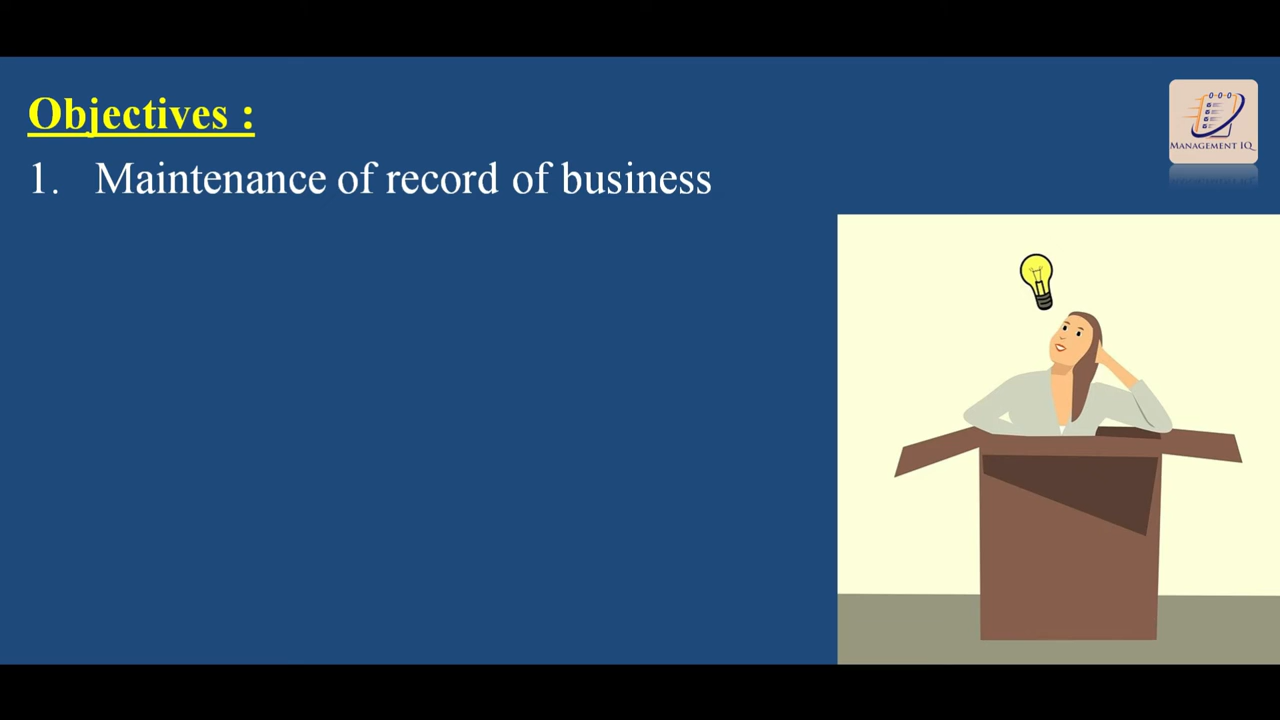 Objectives :
1. Maintenance of record of business
MANAGEMENT IQ